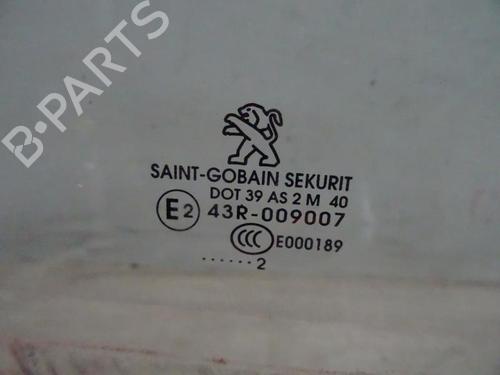 B-PARTS
SAINT-GOBAIN SEKURIT
DOT 39 AS 2 M 40
E2 43R-009007
CCC E000189
......2